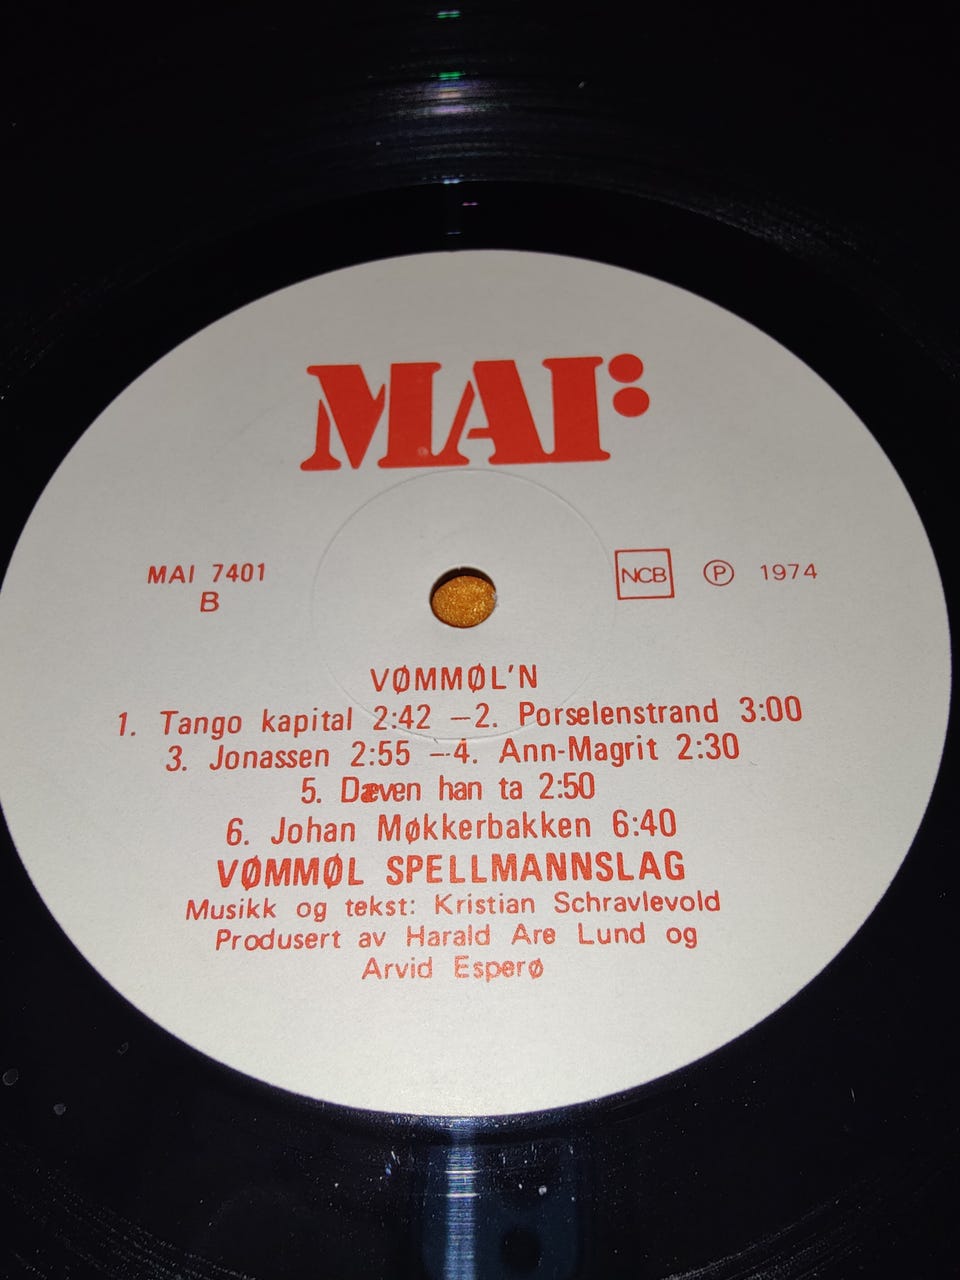 MAI:
MAI 7401
B
NCB Ⓟ 1974
VØMMØL'N
1. Tango kapital 2:42 –2. Porselenstrand 3:00
3. Jonassen 2:55 –4. Ann-Magrit 2:30
5. Dæven han ta 2:50
6. Johan Møkkerbakken 6:40
VØMMØL SPELLMANNSLAG
Musikk og tekst: Kristian Schravlevold
Produsert av Harald Are Lund og
Arvid Esperø